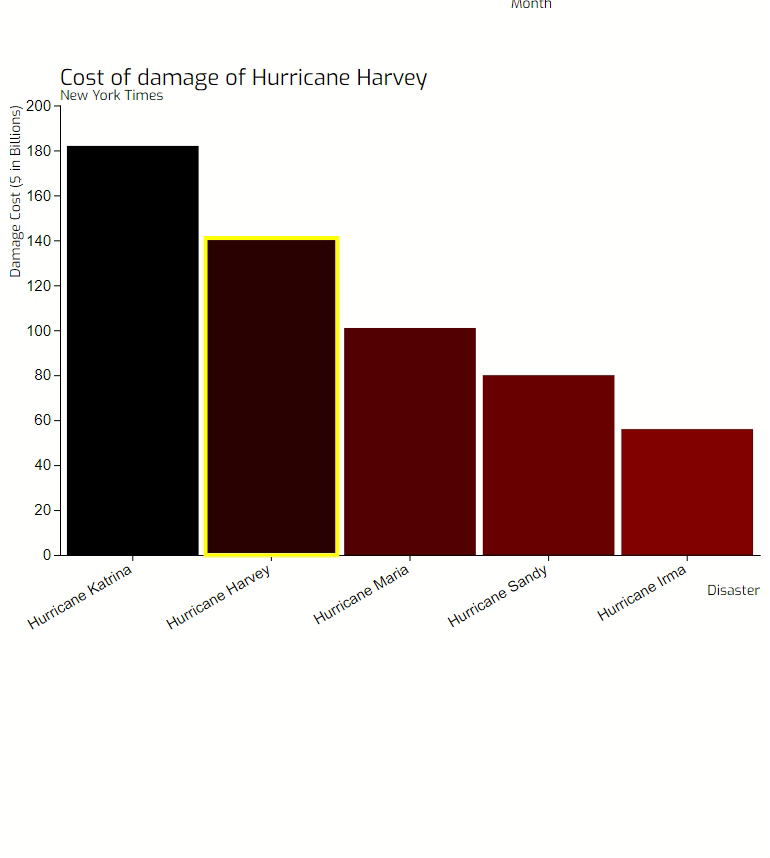 Month
Cost of damage of Hurricane Harvey
New York Times
Damage Cost ($ in Billions)
200
180
160
140
120
100
80
60
40
20
0
Hurricane Katrina
Hurricane Harvey
Hurricane Maria
Hurricane Sandy
Hurricane Irma
Disaster